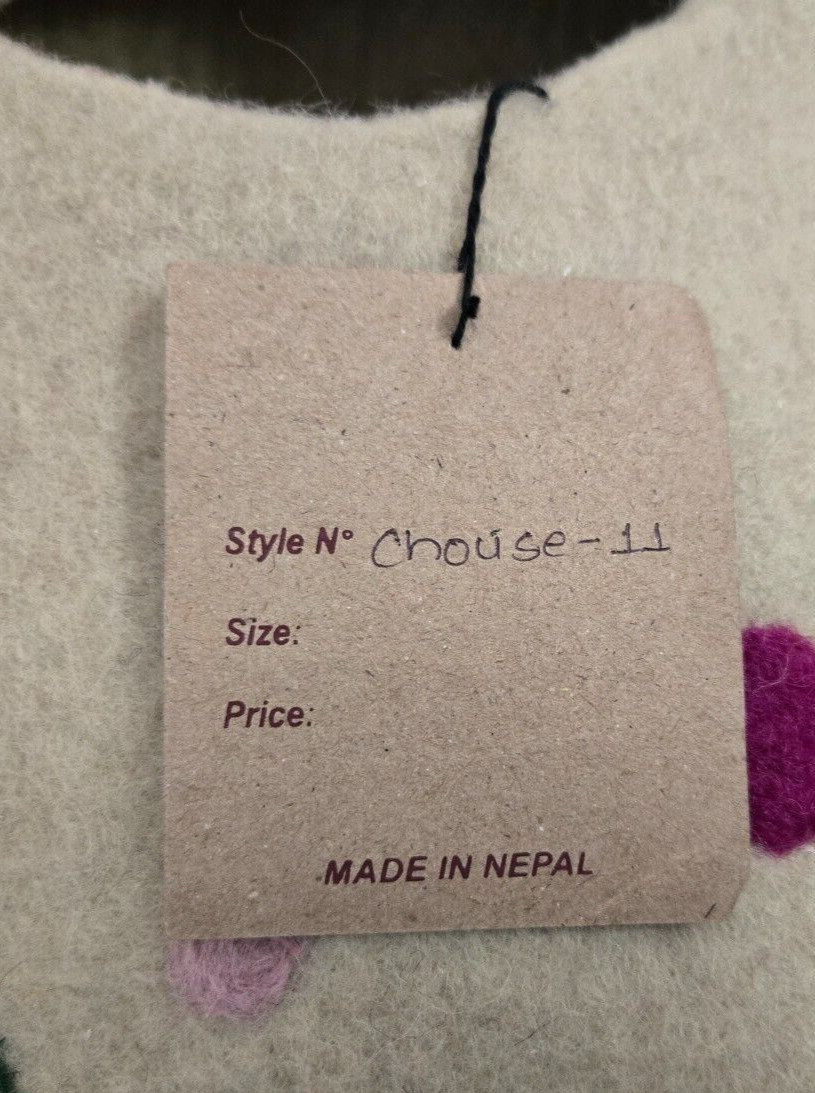 Style N° Chouse-11
Size:
Price:
MADE IN NEPAL